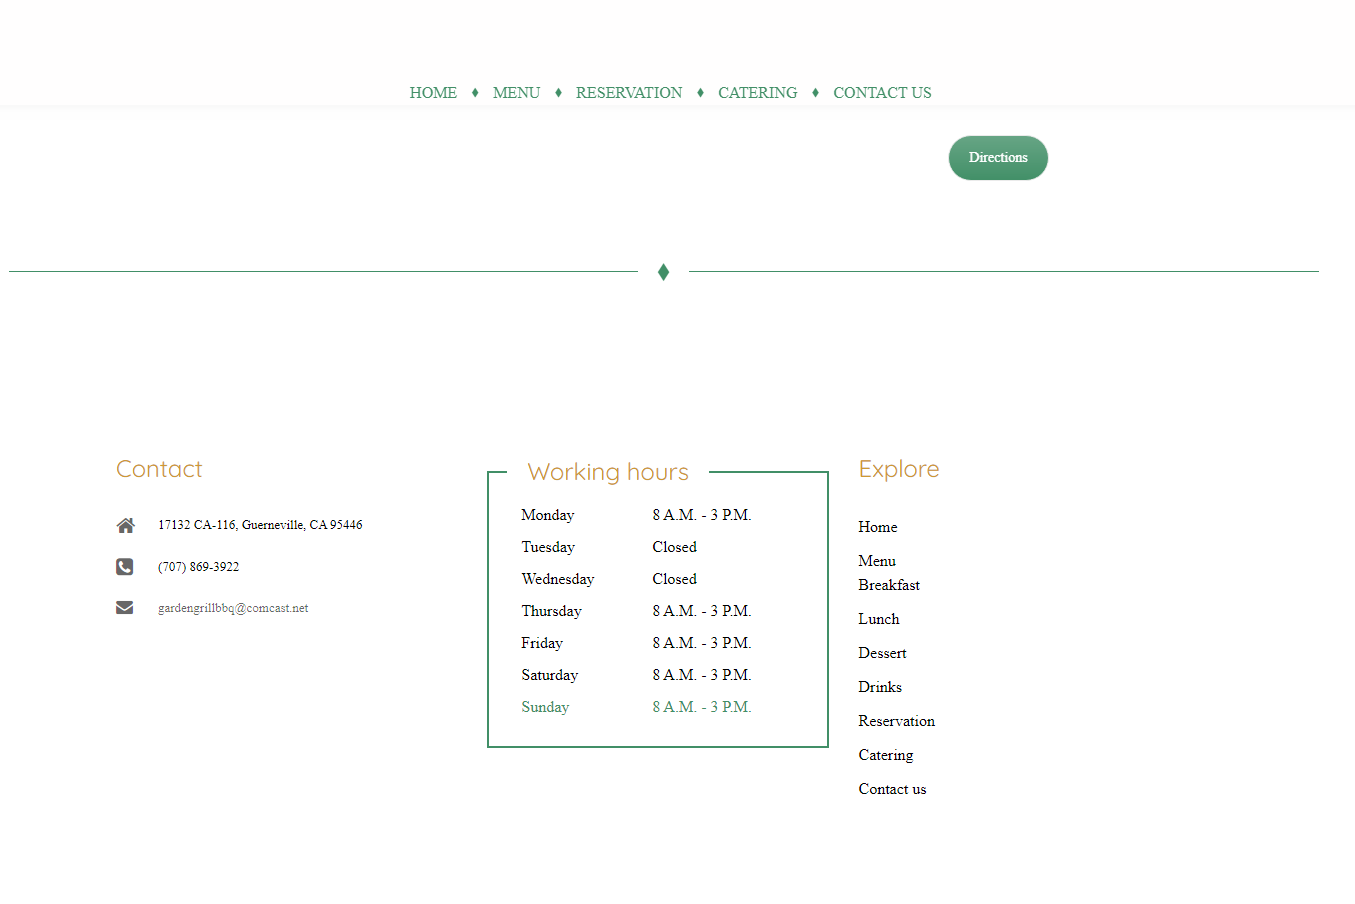 HOME ♦ MENU ♦ RESERVATION ♦ CATERING ♦ CONTACT US
Directions
Contact
17132 CA-116, Guerneville, CA 95446
(707) 869-3922
gardengrillbbq@comcast.net
Working hours
Monday 8 A.M. - 3 P.M.
Tuesday Closed
Wednesday Closed
Thursday 8 A.M. - 3 P.M.
Friday 8 A.M. - 3 P.M.
Saturday 8 A.M. - 3 P.M.
Sunday 8 A.M. - 3 P.M.
Explore
Home
Menu
Breakfast
Lunch
Dessert
Drinks
Reservation
Catering
Contact us